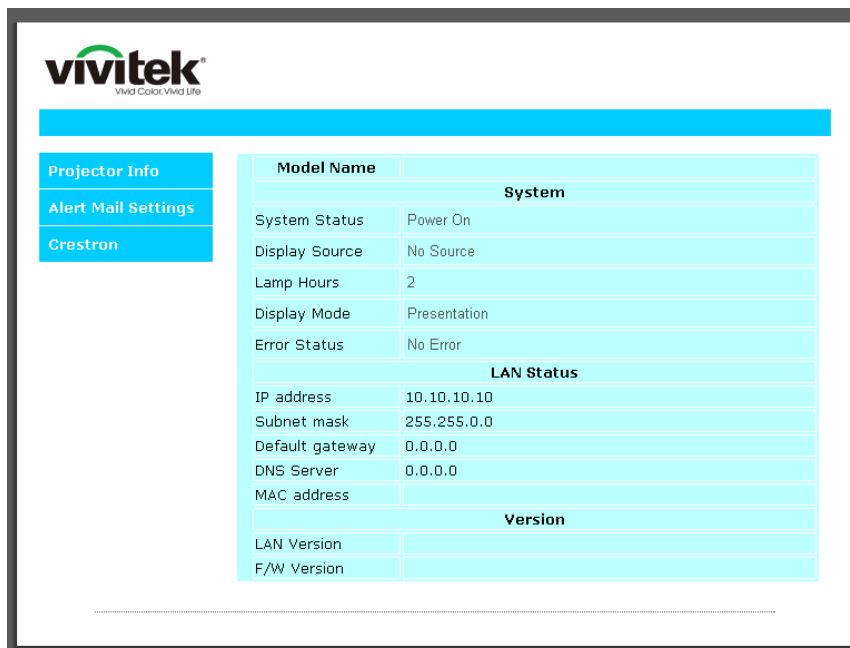 vivitek®
Vivid Color, Vivid Life
Projector Info
Alert Mail Settings
Crestron
Model Name
System
System Status Power On
Display Source No Source
Lamp Hours 2
Display Mode Presentation
Error Status No Error
LAN Status
IP address 10.10.10.10
Subnet mask 255.255.0.0
Default gateway 0.0.0.0
DNS Server 0.0.0.0
MAC address
Version
LAN Version
F/W Version